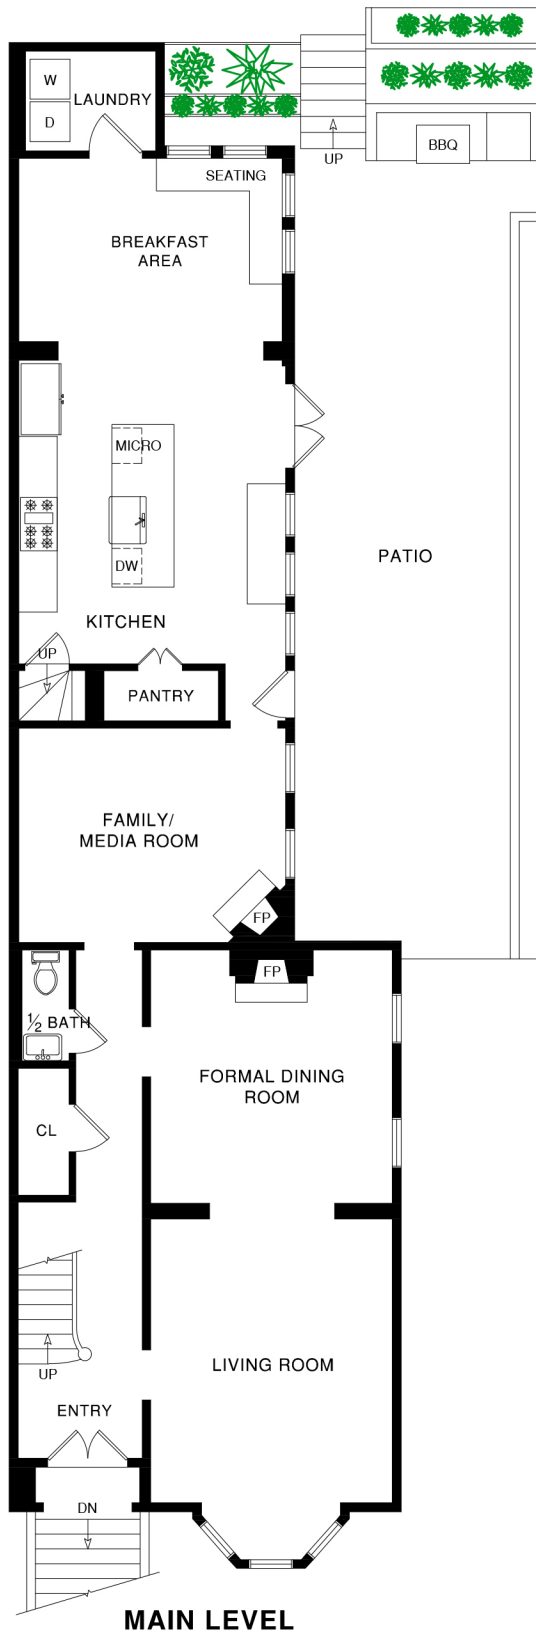 W
LAUNDRY
D
BBQ
UP
SEATING
BREAKFAST
AREA
MICRO
PATIO
DW
KITCHEN
UP
PANTRY
FAMILY/
MEDIA ROOM
FP
FP
½ BATH
FORMAL DINING
ROOM
CL
LIVING ROOM
UP
ENTRY
DN
MAIN LEVEL